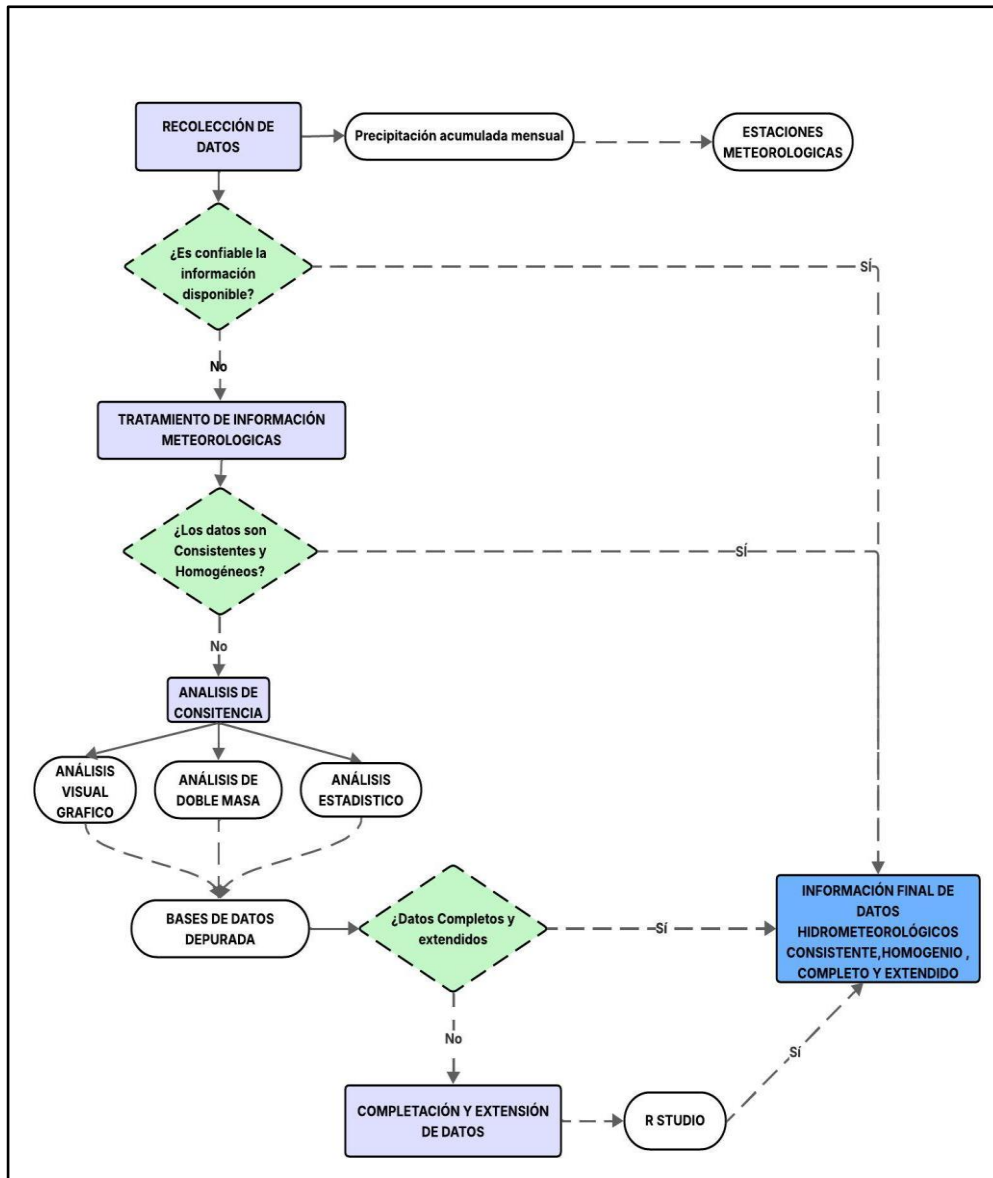 RECOLECCIÓN DE
DATOS
Precipitación acumulada mensual
ESTACIONES
METEOROLOGICAS
¿Es confiable la
información
disponible?
SÍ
No
TRATAMIENTO DE INFORMACIÓN
METEOROLOGICAS
¿Los datos son
Consistentes y
Homogéneos?
SÍ
No
ANALISIS DE
CONSITENCIA
ANÁLISIS
VISUAL
GRAFICO
ANÁLISIS DE
DOBLE MASA
ANÁLISIS
ESTADISTICO
BASES DE DATOS
DEPURADA
¿Datos Completos y
extendidos
Sí
INFORMACIÓN FINAL DE
DATOS
HIDROMETEOROLÓGICOS
CONSISTENTE,HOMOGENIO ,
COMPLETO Y EXTENDIDO
No
Sí
COMPLETACIÓN Y EXTENSIÓN
DE DATOS
R STUDIO